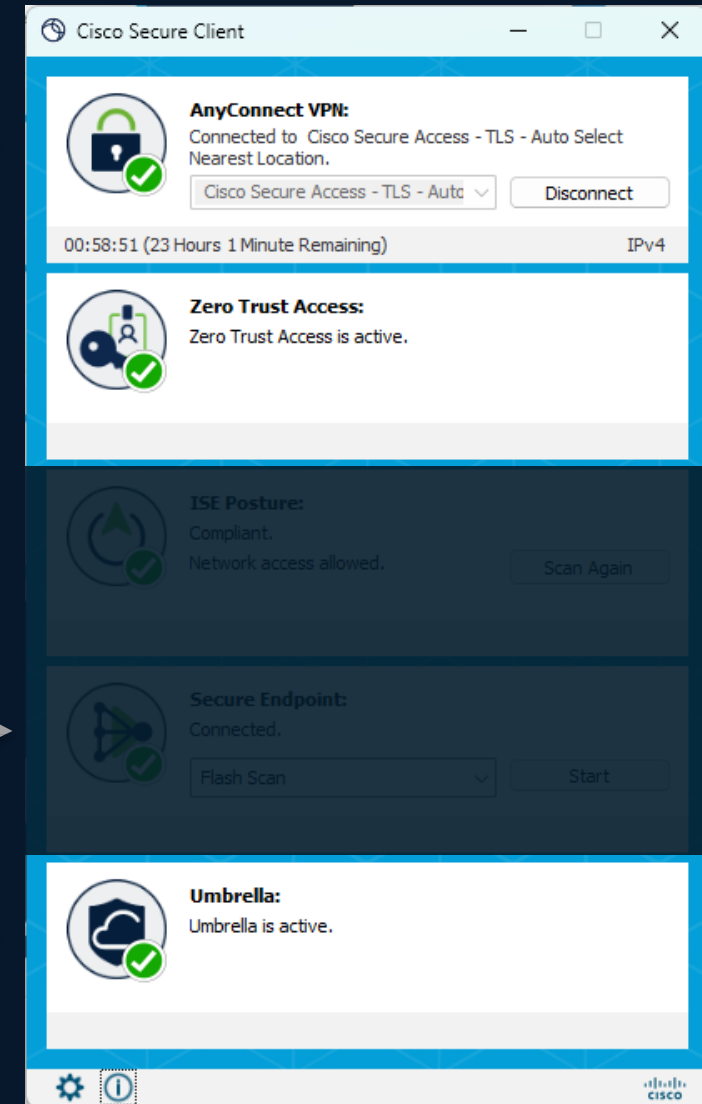 Cisco Secure Client
AnyConnect VPN:
Connected to Cisco Secure Access - TLS - Auto Select
Nearest Location.
Cisco Secure Access - TLS - Auto
Disconnect
00:58:51 (23 Hours 1 Minute Remaining)
IPv4
Zero Trust Access:
Zero Trust Access is active.
ISE Posture:
Compliant.
Network access allowed.
Scan Again
Secure Endpoint:
Connected.
Flash Scan
Start
Umbrella:
Umbrella is active.
CISCO